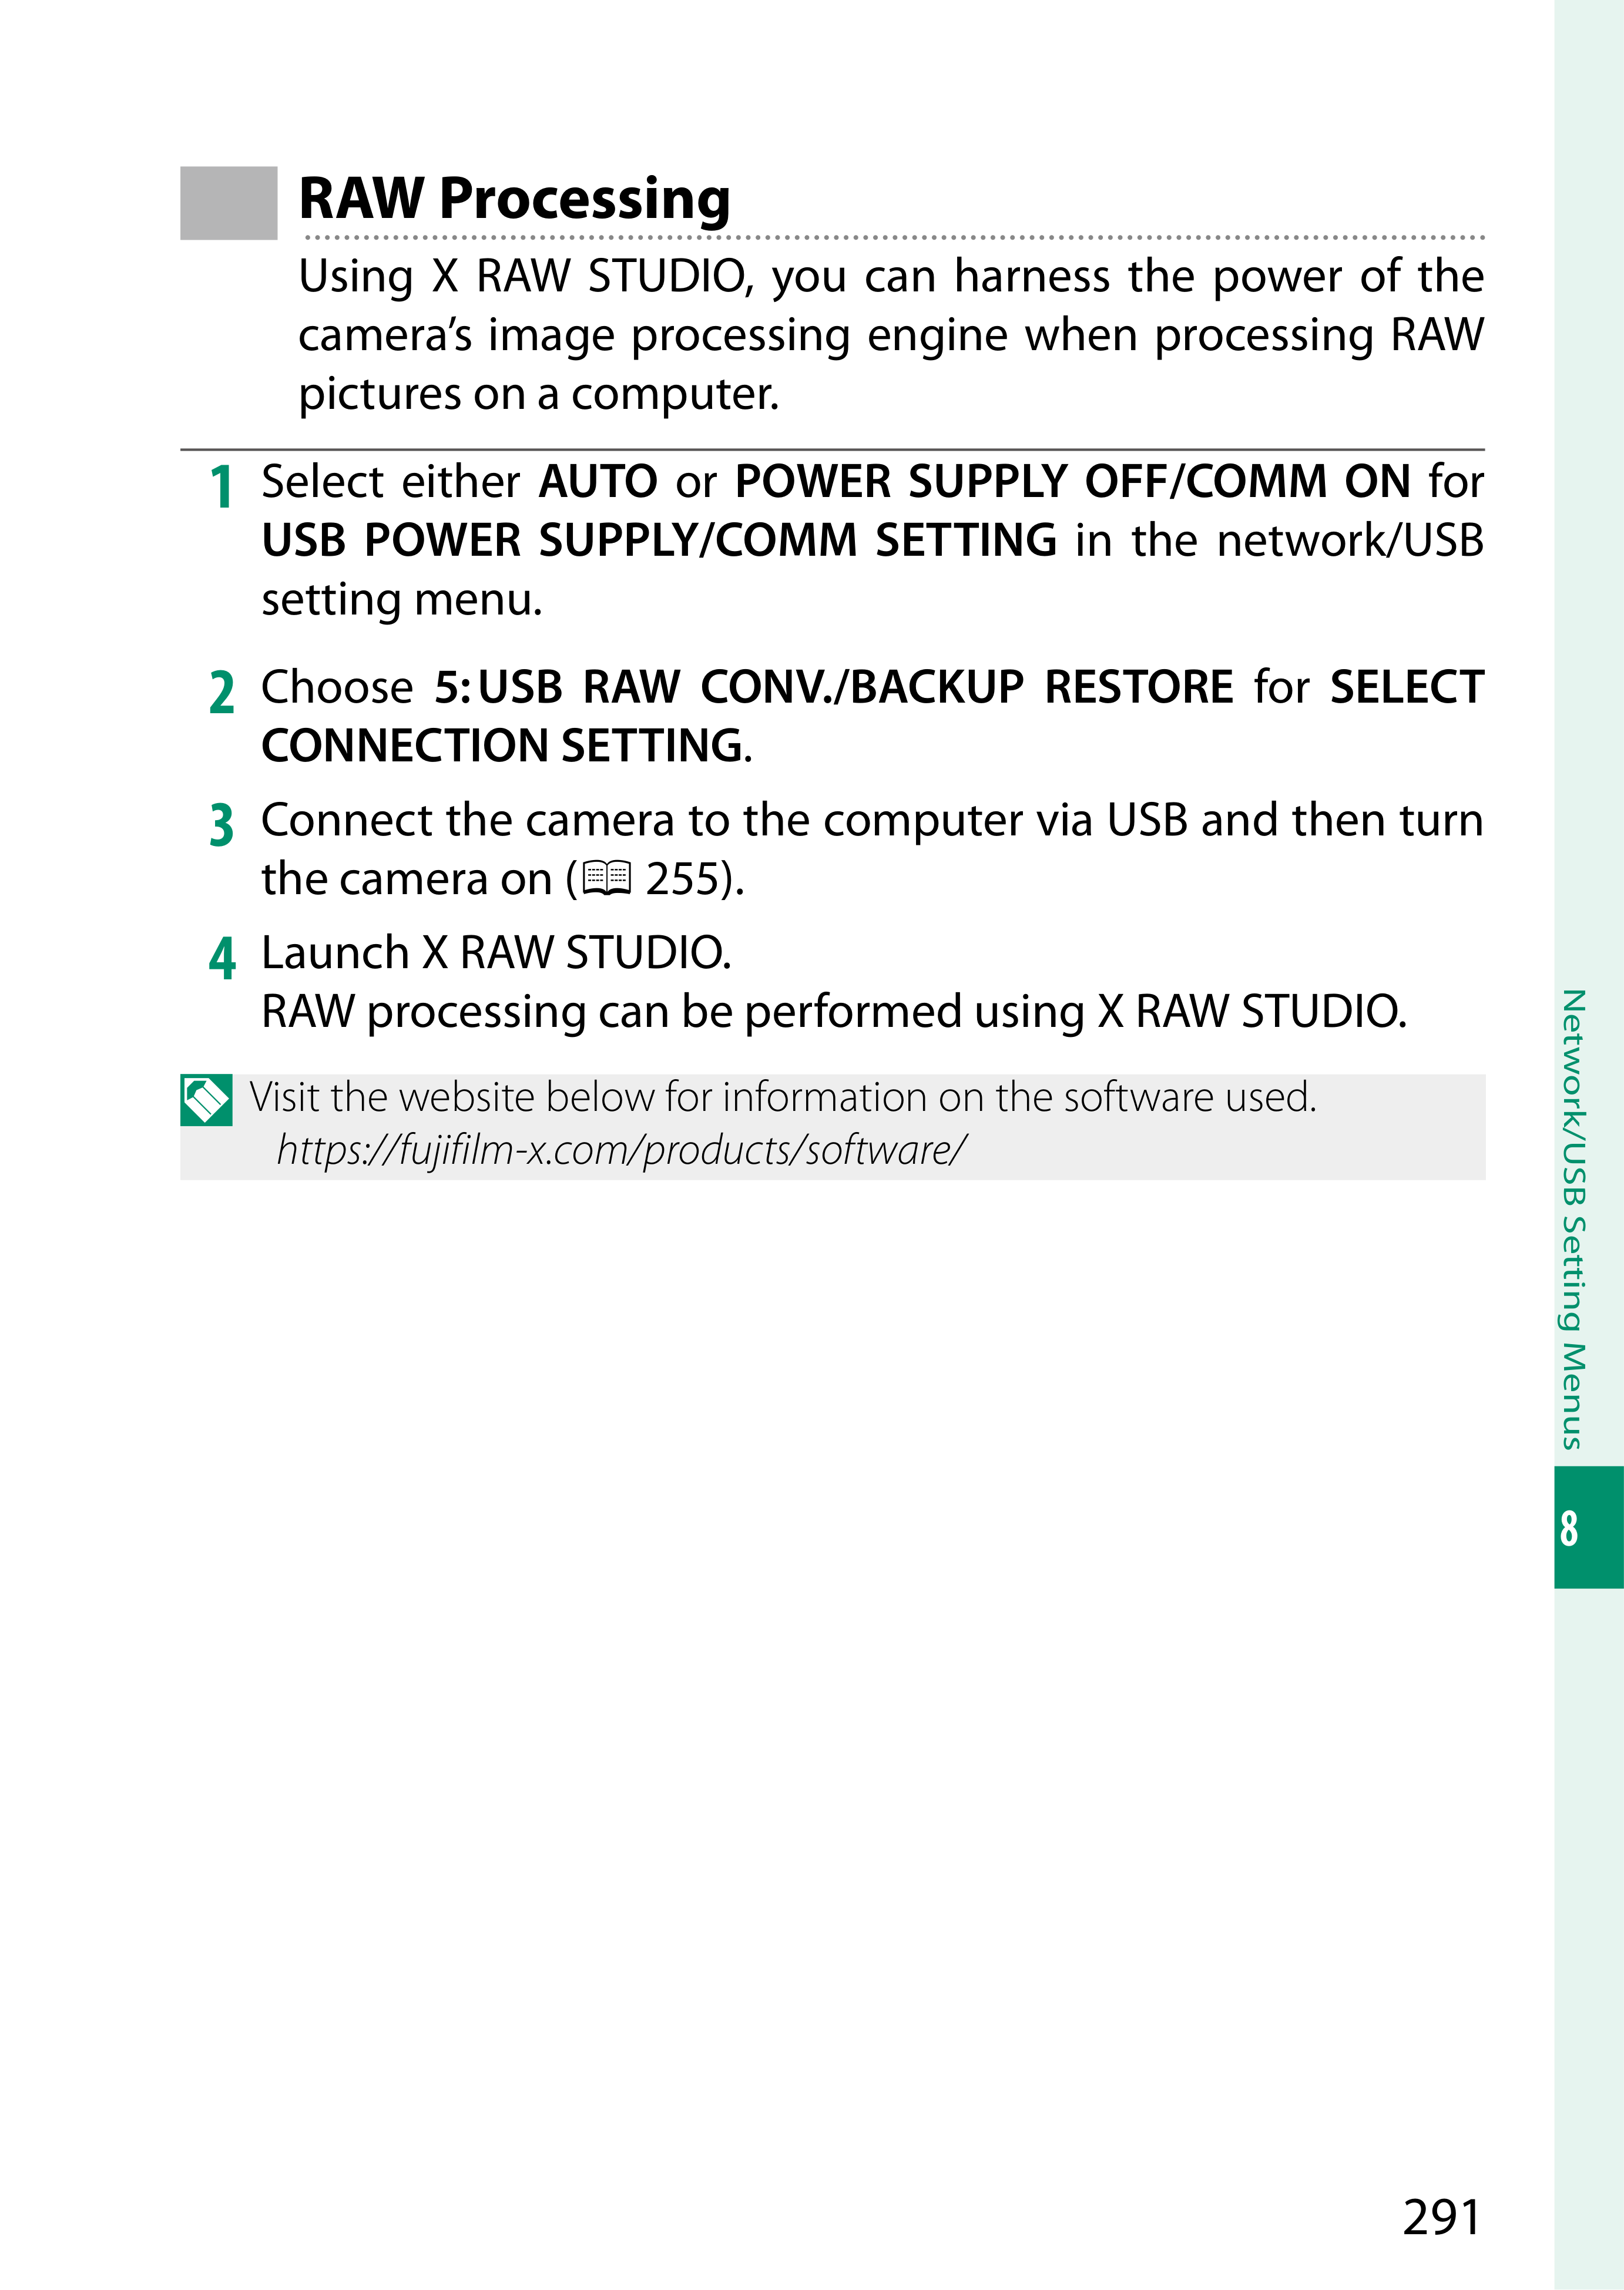 RAW Processing
Using X RAW STUDIO, you can harness the power of the
camera’s image processing engine when processing RAW
pictures on a computer.
1 Select either AUTO or POWER SUPPLY OFF/COMM ON for
USB POWER SUPPLY/COMM SETTING in the network/USB
setting menu.
2 Choose 5: USB RAW CONV./BACKUP RESTORE for SELECT
CONNECTION SETTING.
3 Connect the camera to the computer via USB and then turn
the camera on (255).
4 Launch X RAW STUDIO.
RAW processing can be performed using X RAW STUDIO.
Visit the website below for information on the software used.
https://fujifilm-x.com/products/software/
Network/USB Setting Menus
8
291